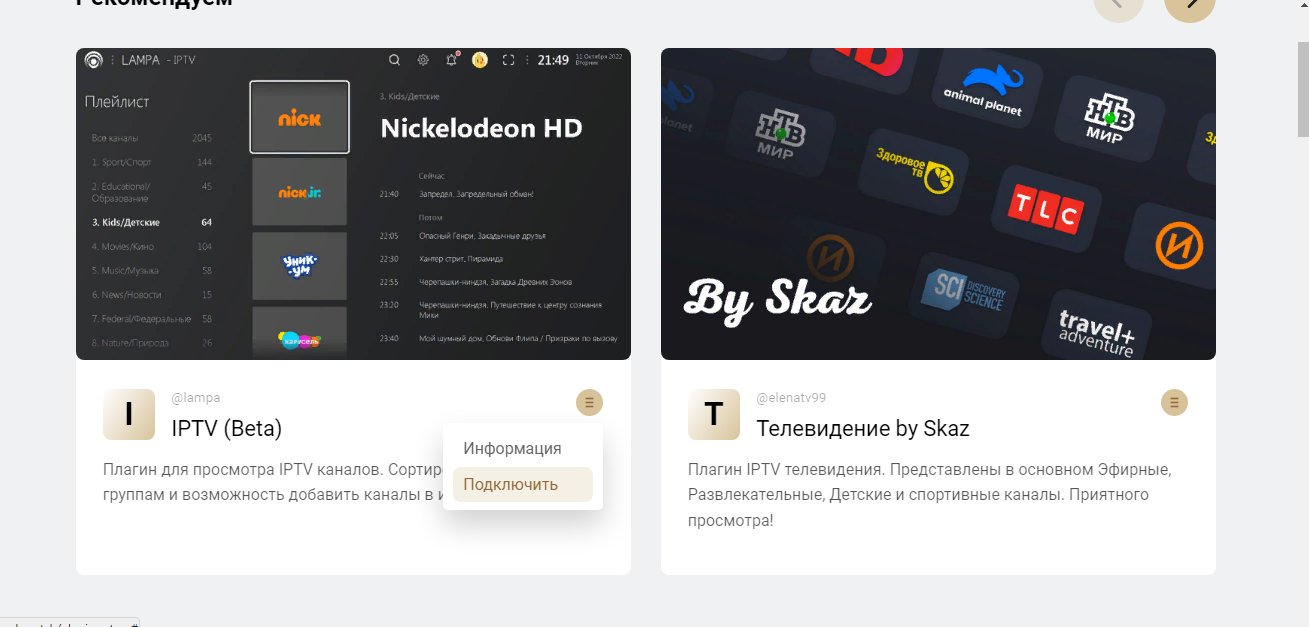 Рекомендуем
LAMPA - IPTV
21:49
11 Октября 2022
Вторник
Плейлист
Все каналы 2045
1. Sport/Спорт 144
2. Educational/ 45
Образование
3. Kids/Детские 64
4. Movies/Кино 104
5. Music/Музыка 58
6. News/Новости 15
7. Federal/Федеральные 58
8. Nature/Природа 26
nick
nick jr.
УНИК-
УМ
карусель
3. Kids/Детские
Nickelodeon HD
Сейчас
21:40 Запредел. Запредельный обман!
Потом
22:05 Опасный Генри, Закадычные друзья
22:30 Хантер стрит, Пирамида
22:55 Черепашки-ниндзя, Загадка Древних Эонов
23:20 Черепашки-ниндзя, Путешествие к центру сознания
Мики
23:40 Мой шумный дом, Обнови Флипа / Призраки по вызову
animal planet
НТВ
МИР
НТВ
МИР
Здоровое
ТВ
TLC
И
И
SCI DISCOVERY
SCIENCE
travel+
adventure
By Skaz
I
@lampa
IPTV (Beta)
Плагин для просмотра IPTV каналов.
группам и возможность добавить каналы в
Информация
Подключить
T
@elenatv99
Телевидение by Skaz
Плагин IPTV телевидения. Представлены в основном Эфирные,
Развлекательные, Детские и спортивные каналы. Приятного
просмотра!